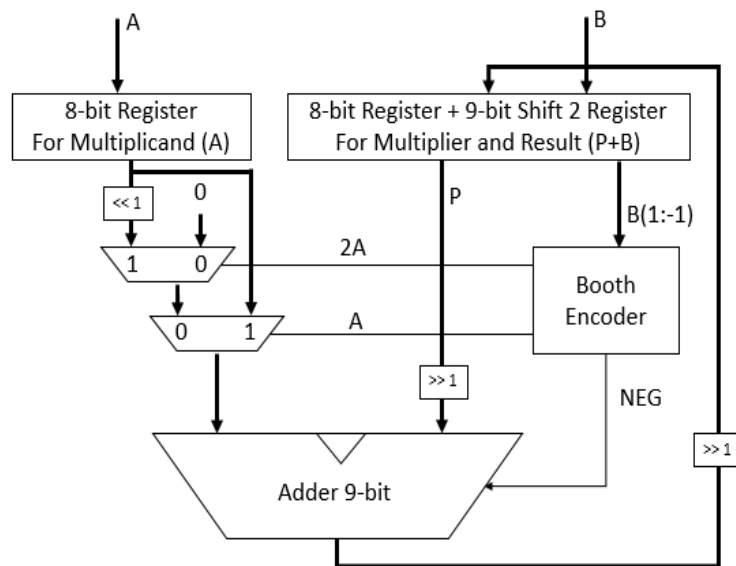 A
B
8-bit Register
For Multiplicand (A)
8-bit Register + 9-bit Shift 2 Register
For Multiplier and Result (P+B)
<< 1
0
P
B(1:-1)
1 0
2A
Booth
Encoder
0 1
A
>> 1
NEG
>> 1
Adder 9-bit